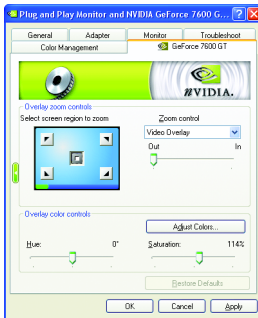 Plug and Play Monitor and NVIDIA GeForce 7600 G...
General Adapter Monitor Troubleshoot
Color Management GeForce 7600 GT
nVIDIA.
Overlay zoom controls
Select screen region to zoom Zoom control
Video Overlay
Out In
Overlay color controls
Adjust Colors...
Hue: 0° Saturation: 114%
Restore Defaults
OK Cancel Apply